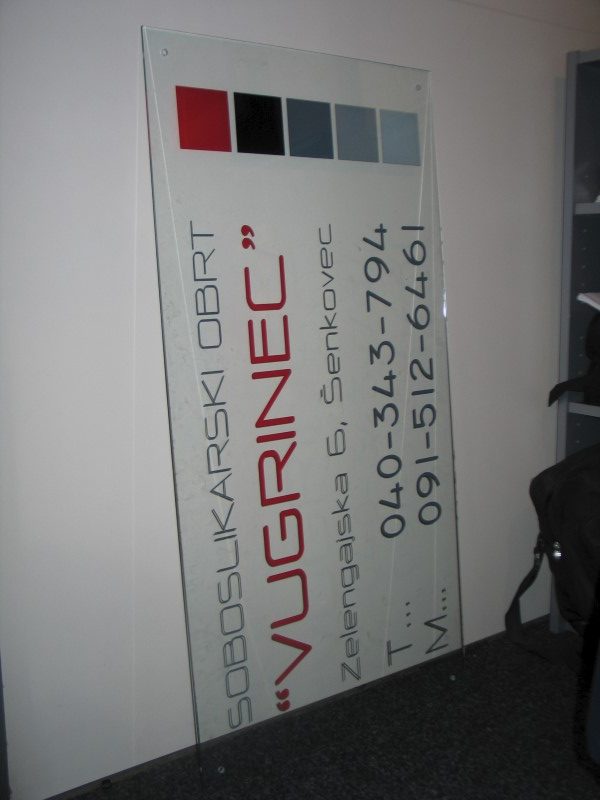 SOBOSLIKARSKI OBRT
“VUGRINEC”
Zelengajska 6, Šenkovec
T... 040-343-794
M... 091-512-6461